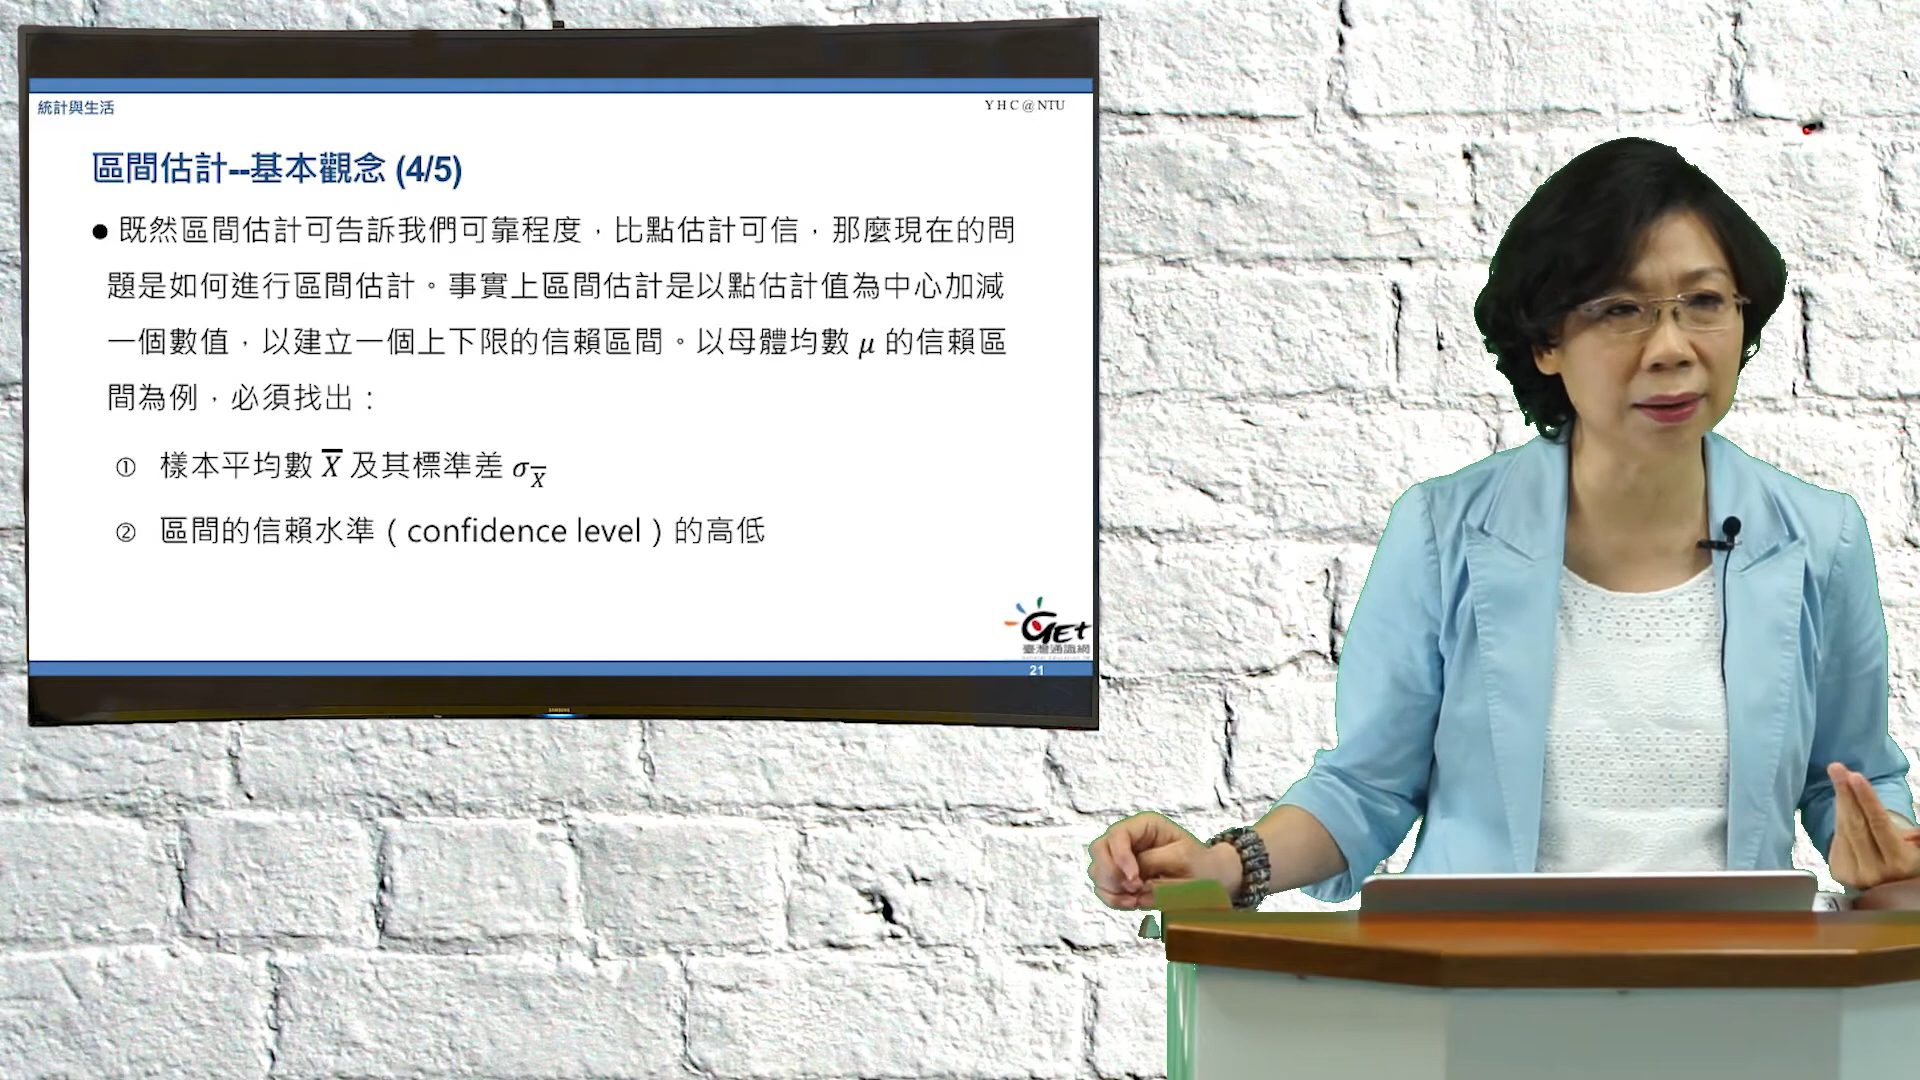 統計與生活
Y H C @ NTU
區間估計--基本觀念 (4/5)
● 既然區間估計可告訴我們可靠程度，比點估計可信，那麼現在的問
題是如何進行區間估計。事實上區間估計是以點估計值為中心加減
一個數值，以建立一個上下限的信賴區間。以母體均數 μ 的信賴區
間為例，必須找出：
① 樣本平均數 X̅ 及其標準差 σ_X̅
② 區間的信賴水準（confidence level）的高低
GEt
臺灣通識網
21
SAMSUNG